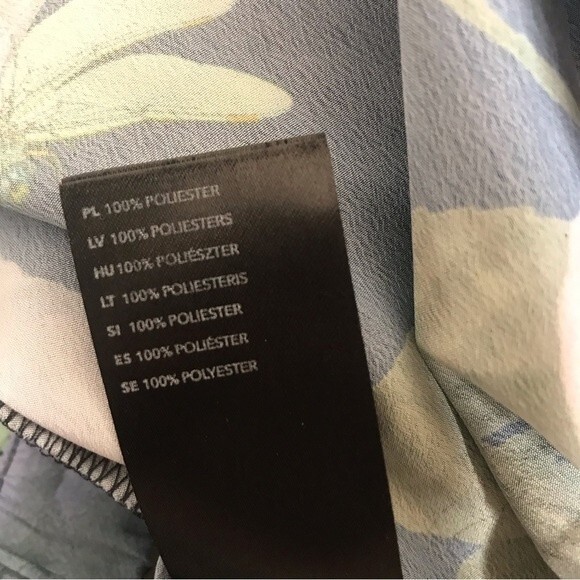 PL 100% POLIESTER
LV 100% POLIESTERS
HU 100% POLIÉSZTER
LT 100% POLIESTERIS
SI 100% POLIESTER
ES 100% POLIÉSTER
SE 100% POLYESTER